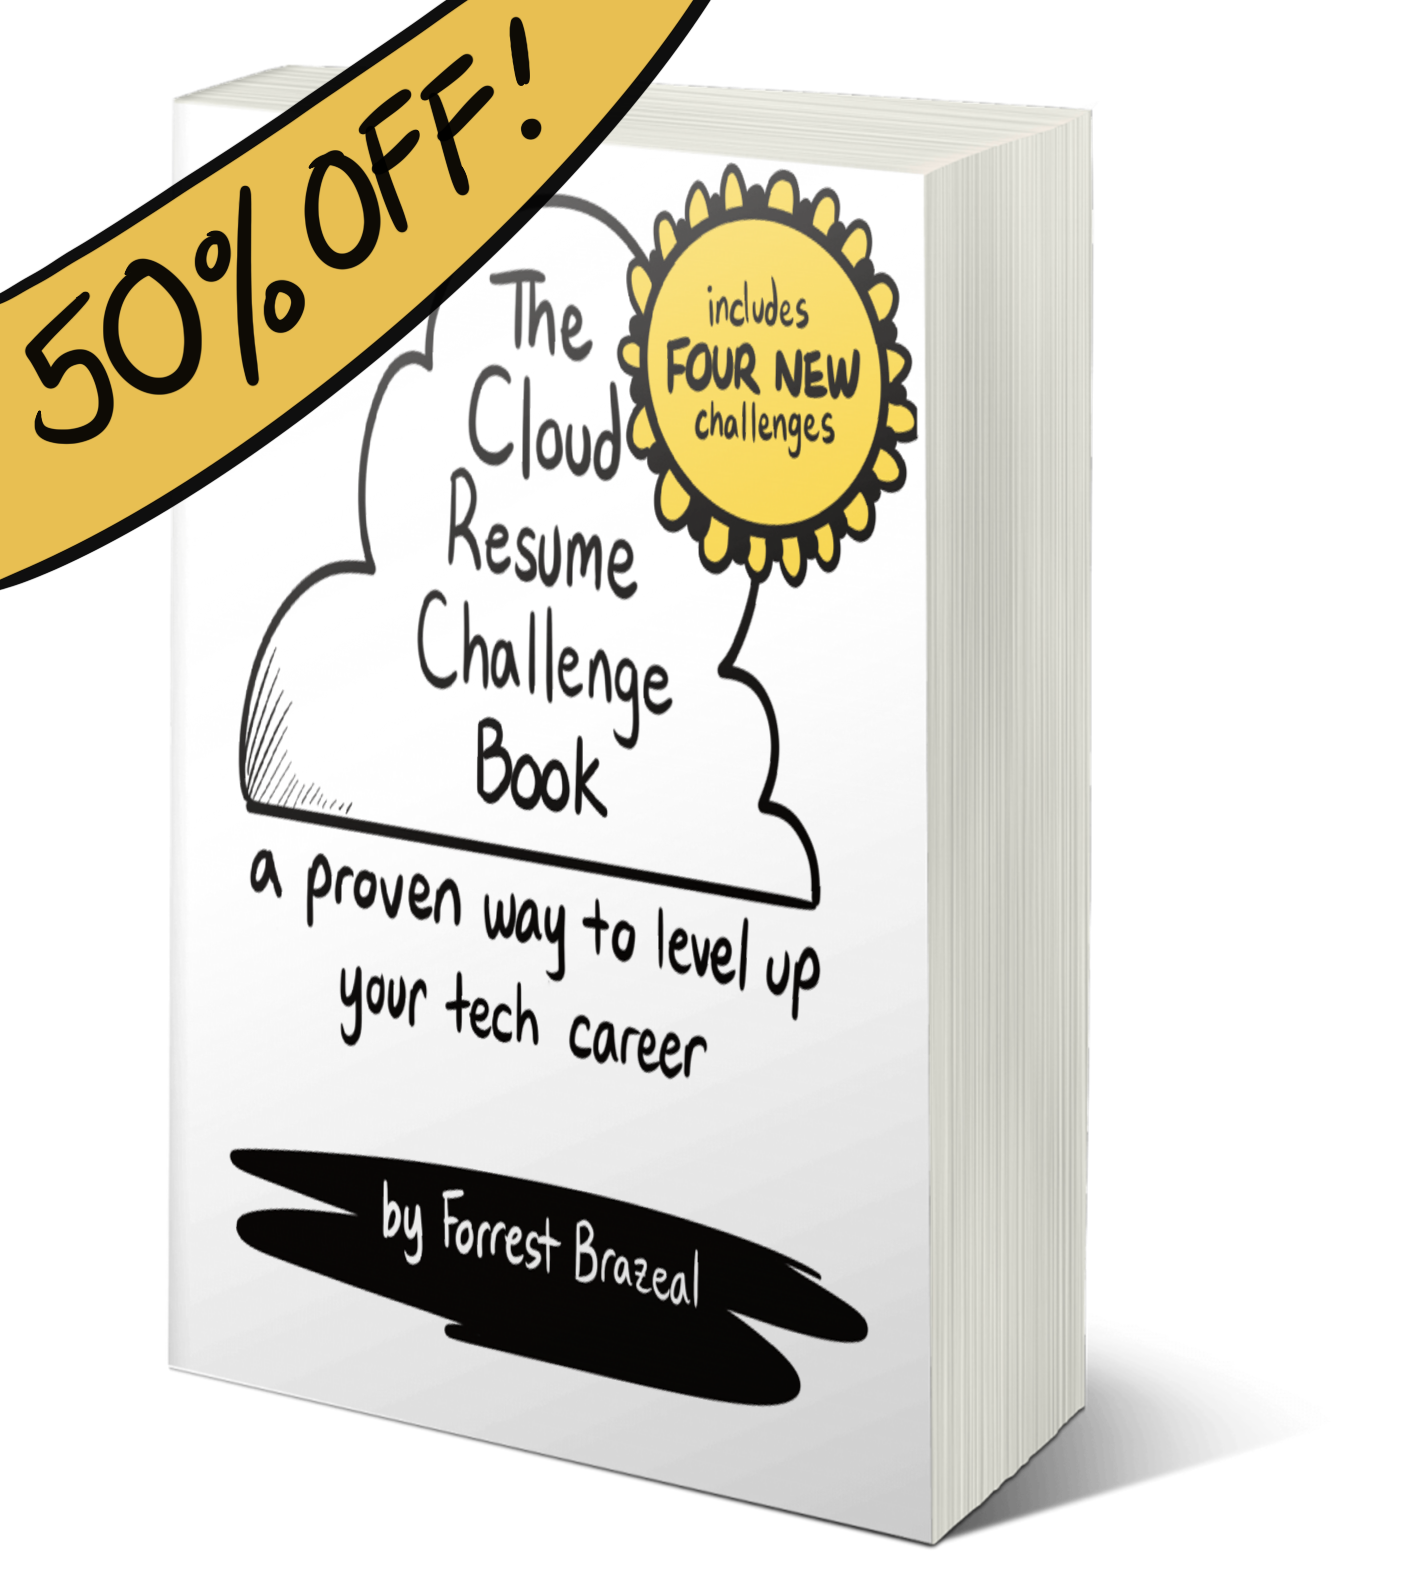 50% OFF!
includes
FOUR NEW
challenges
The
Cloud
Resume
Challenge
Book
a proven way to level up
your tech career
by Forrest Brazeal